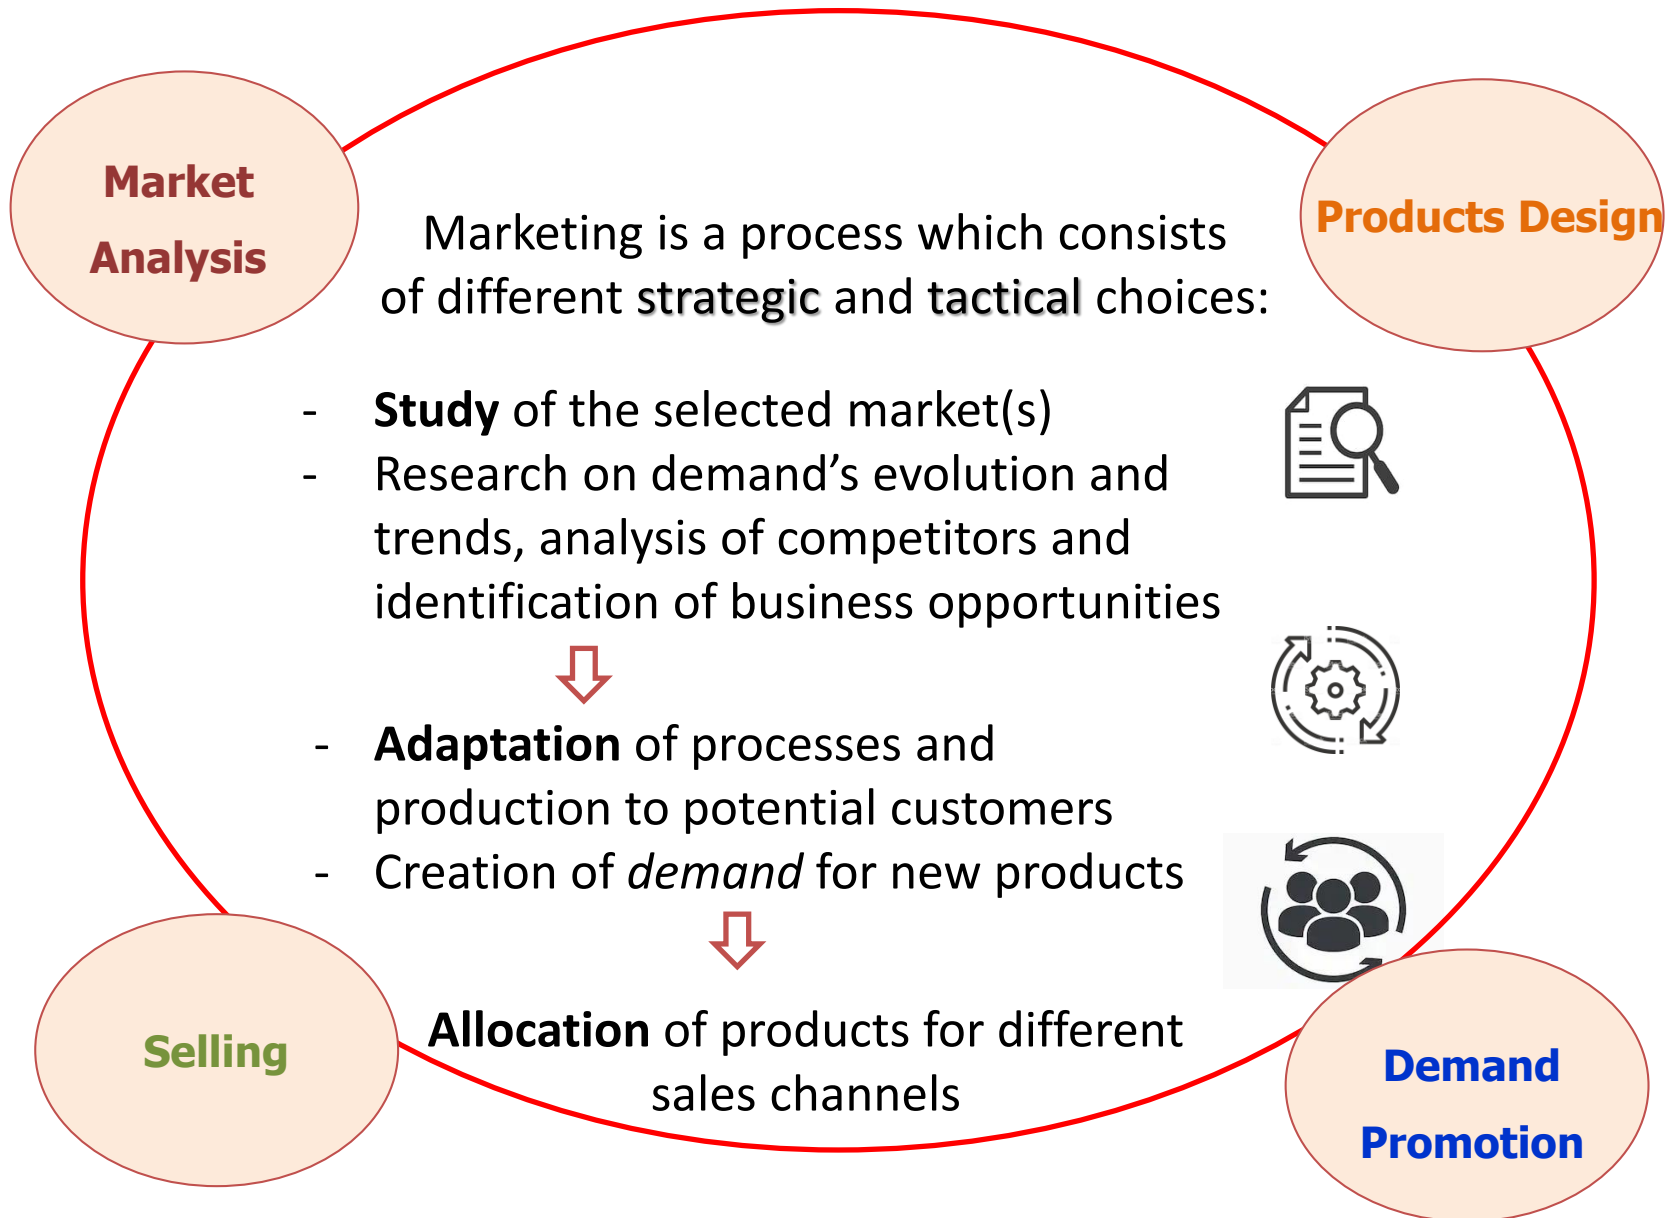 Market
Analysis
Products Design
Marketing is a process which consists
of different strategic and tactical choices:
- Study of the selected market(s)
- Research on demand’s evolution and
trends, analysis of competitors and
identification of business opportunities
- Adaptation of processes and
production to potential customers
- Creation of demand for new products
Allocation of products for different
sales channels
Selling
Demand
Promotion